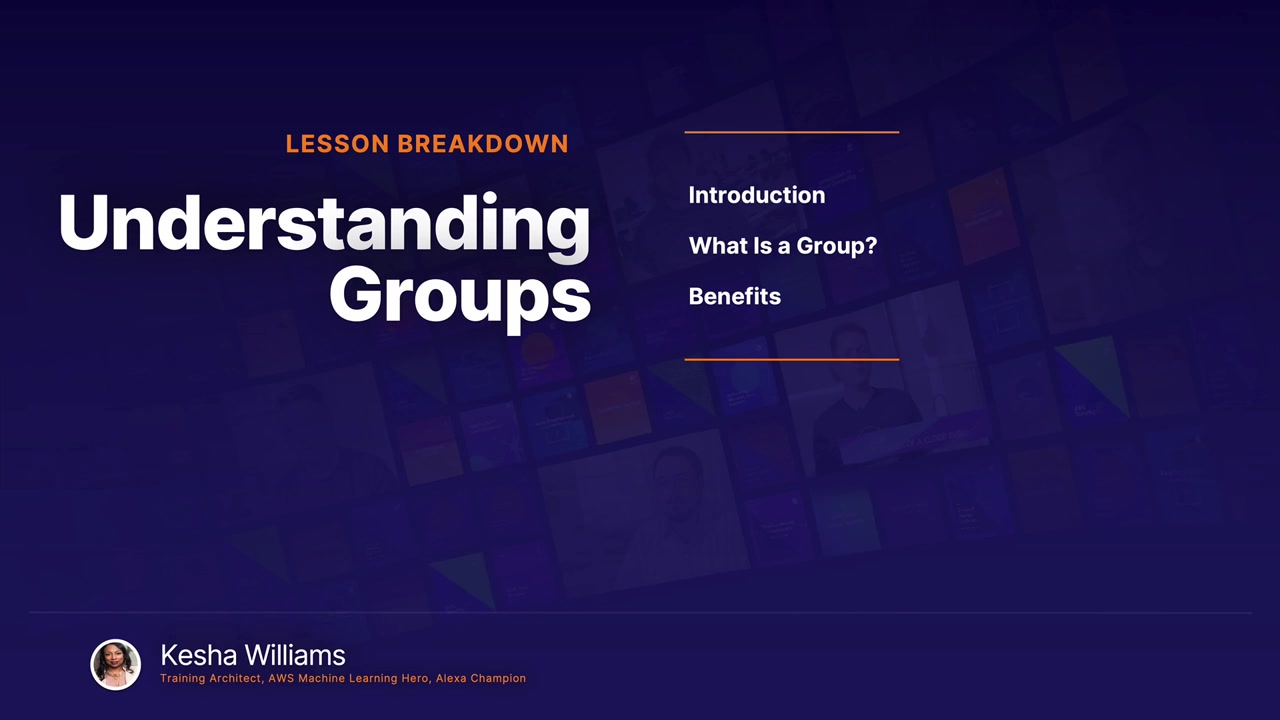 LESSON BREAKDOWN
Understanding
Groups
Introduction
What Is a Group?
Benefits
Kesha Williams
Training Architect, AWS Machine Learning Hero, Alexa Champion